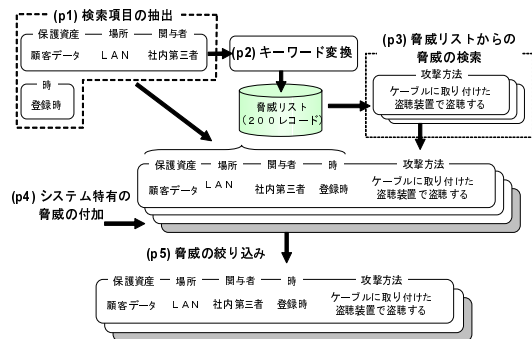 (p1) 検索項目の抽出
保護資産 場所 関与者
顧客データ LAN 社内第三者
時
登録時
(p2) キーワード変換
脅威リスト
(200レコード)
(p3) 脅威リストからの
脅威の検索
攻撃方法
ケーブルに取り付けた
盗聴装置で盗聴する
保護資産 場所 関与者 時 攻撃方法
顧客データ LAN 社内第三者 登録時 ケーブルに取り付けた
盗聴装置で盗聴する
(p4) システム特有の
脅威の付加
(p5) 脅威の絞り込み
保護資産 場所 関与者 時 攻撃方法
顧客データ LAN 社内第三者 登録時 ケーブルに取り付けた
盗聴装置で盗聴する